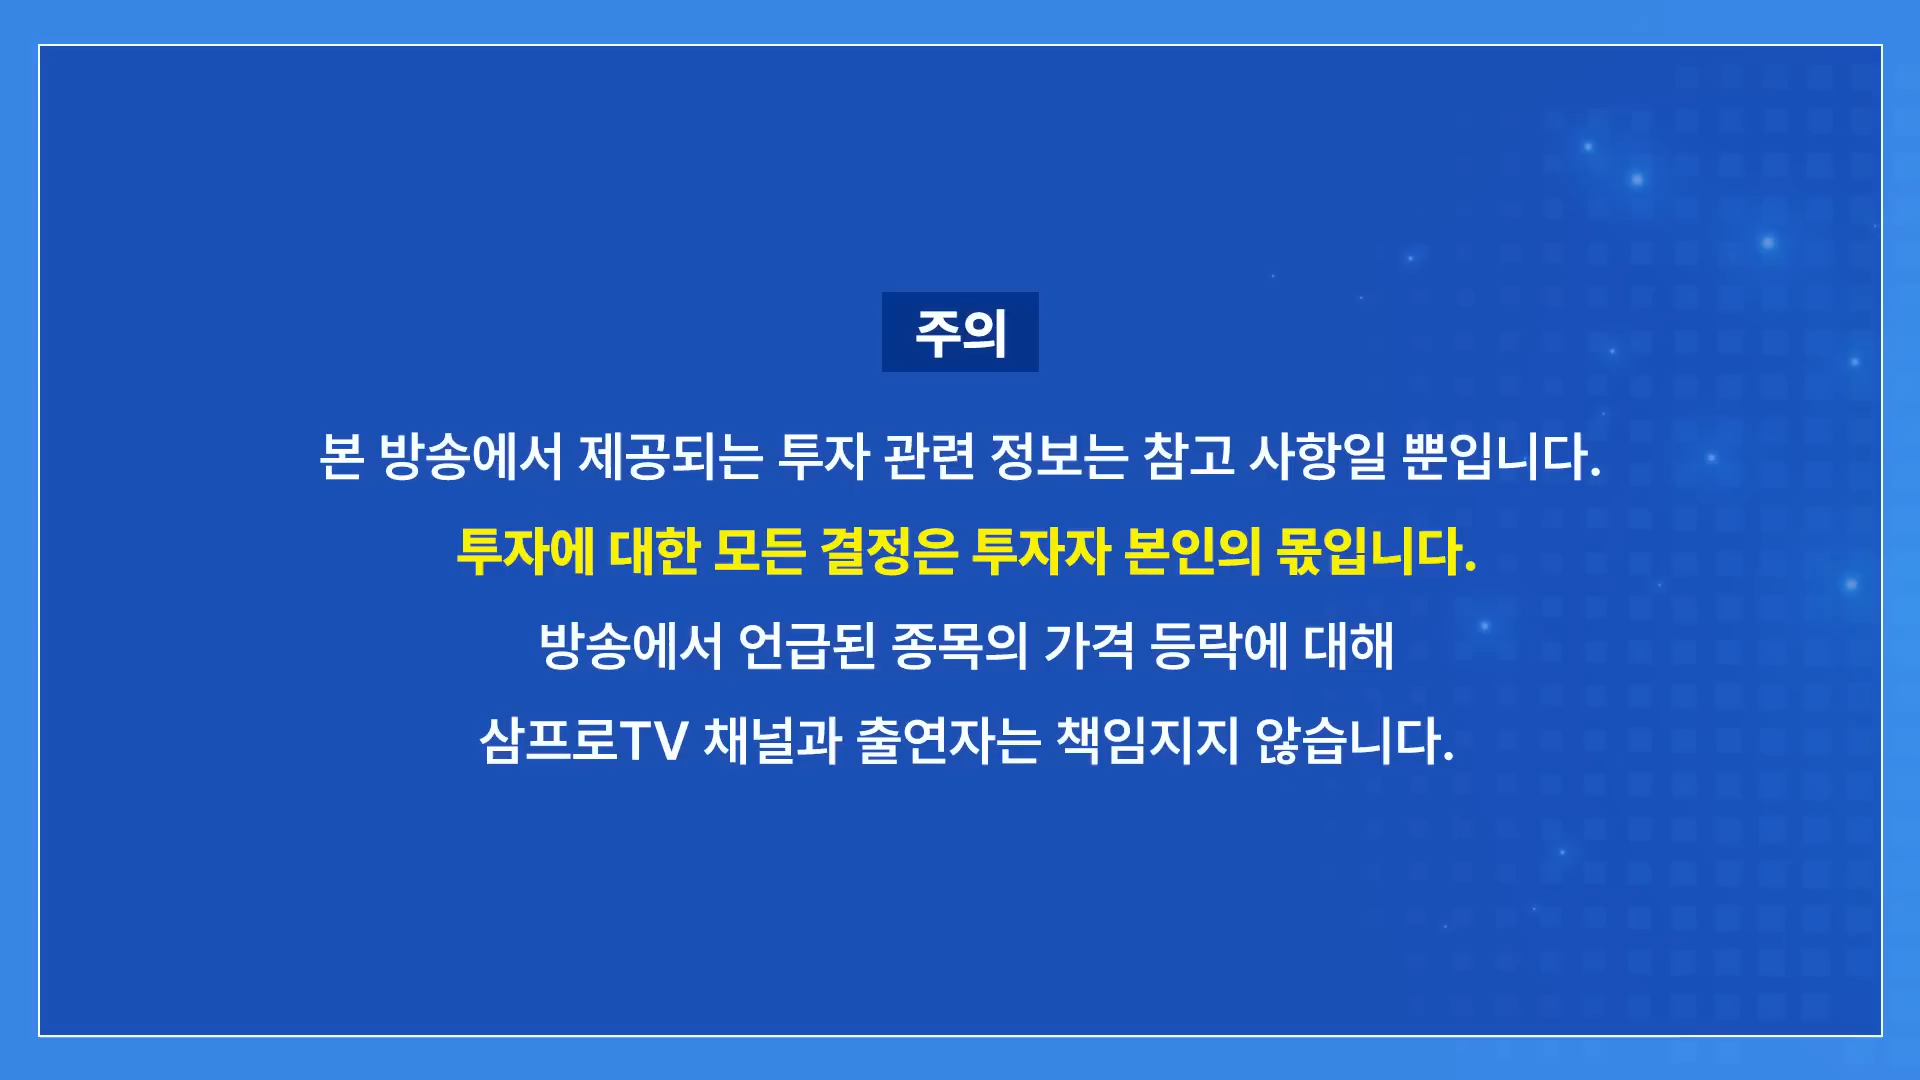 주의
본 방송에서 제공되는 투자 관련 정보는 참고 사항일 뿐입니다.
투자에 대한 모든 결정은 투자자 본인의 몫입니다.
방송에서 언급된 종목의 가격 등락에 대해
삼프로TV 채널과 출연자는 책임지지 않습니다.